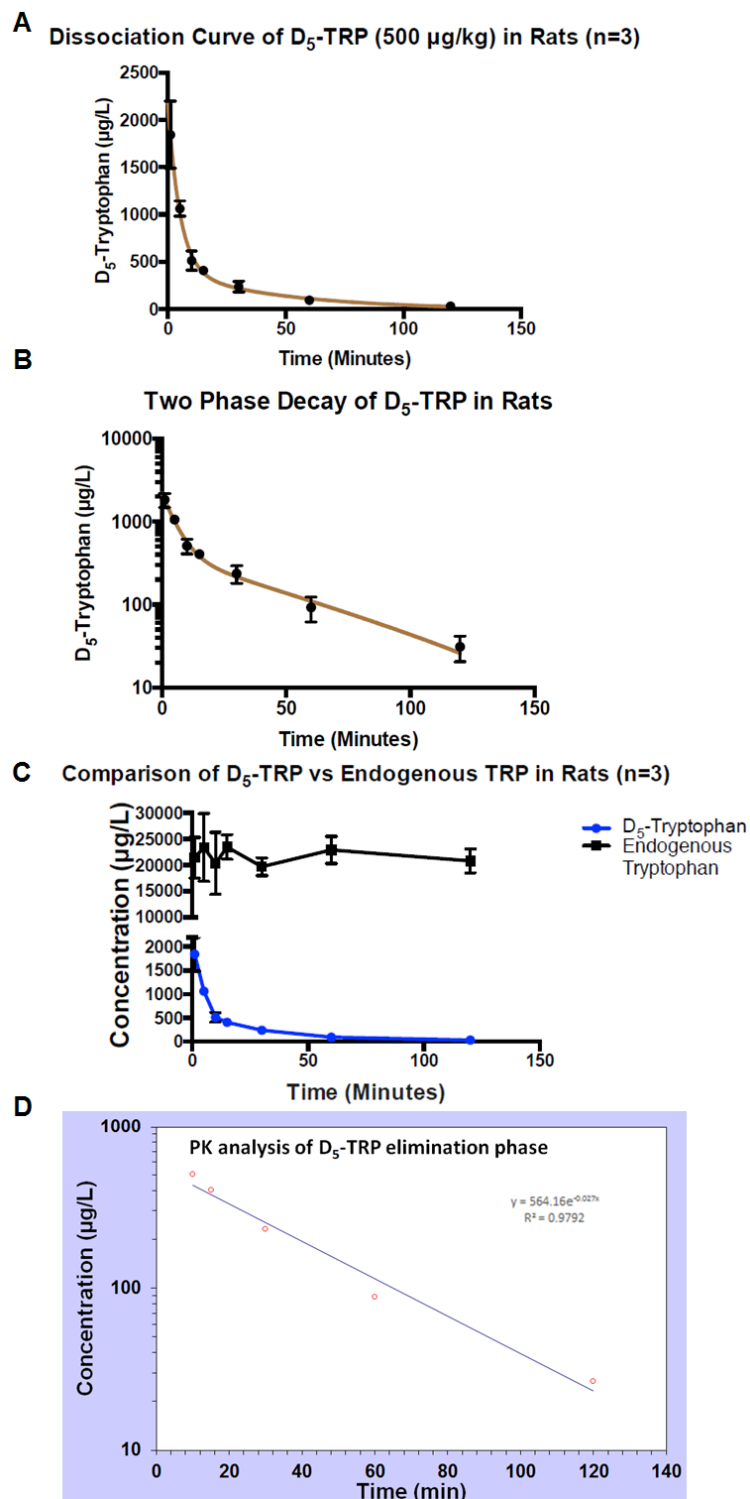 A
Dissociation Curve of D₅-TRP (500 µg/kg) in Rats (n=3)
2500
2000
1500
1000
500
0
D₅-Tryptophan (µg/L)
0 50 100 150
Time (Minutes)
B
Two Phase Decay of D₅-TRP in Rats
10000
1000
100
10
D₅-Tryptophan (µg/L)
0 50 100 150
Time (Minutes)
C
Comparison of D₅-TRP vs Endogenous TRP in Rats (n=3)
30000
25000
20000
15000
10000
2000
1500
1000
500
0
Concentration (µg/L)
D₅-Tryptophan
Endogenous
Tryptophan
0 50 100 150
Time (Minutes)
D
PK analysis of D₅-TRP elimination phase
1000
100
10
Concentration (µg/L)
y = 564.16e⁻⁰·⁰²⁷ˣ
R² = 0.9792
0 20 40 60 80 100 120 140
Time (min)